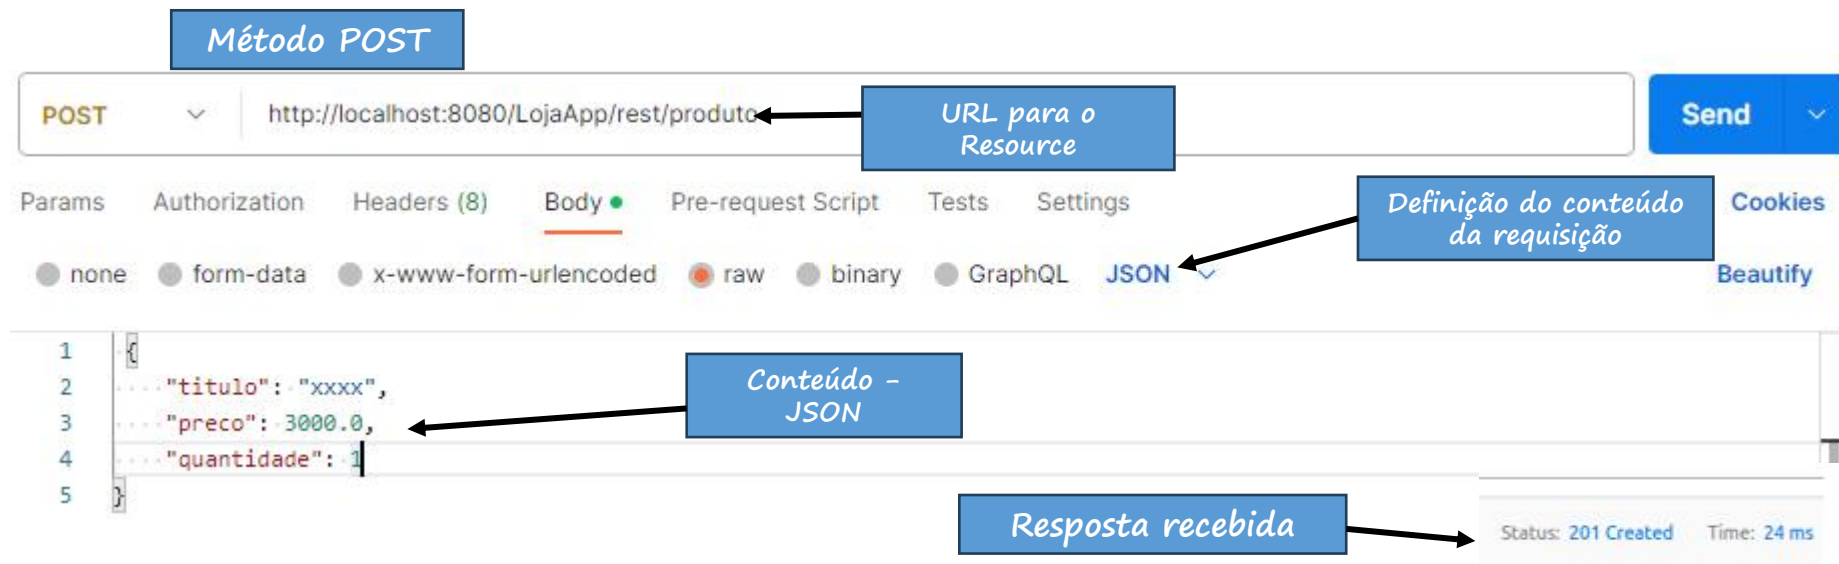 Método POST
POST
http://localhost:8080/LojaApp/rest/produto
URL para o
Resource
Send
Params Authorization Headers (8) Body Pre-request Script Tests Settings
Definição do conteúdo
da requisição
Cookies
none form-data x-www-form-urlencoded raw binary GraphQL JSON
Beautify
1 {
2 "titulo": "xxxx",
3 "preco": 3000.0,
4 "quantidade": 1
5 }
Conteúdo -
JSON
Resposta recebida
Status: 201 Created Time: 24 ms